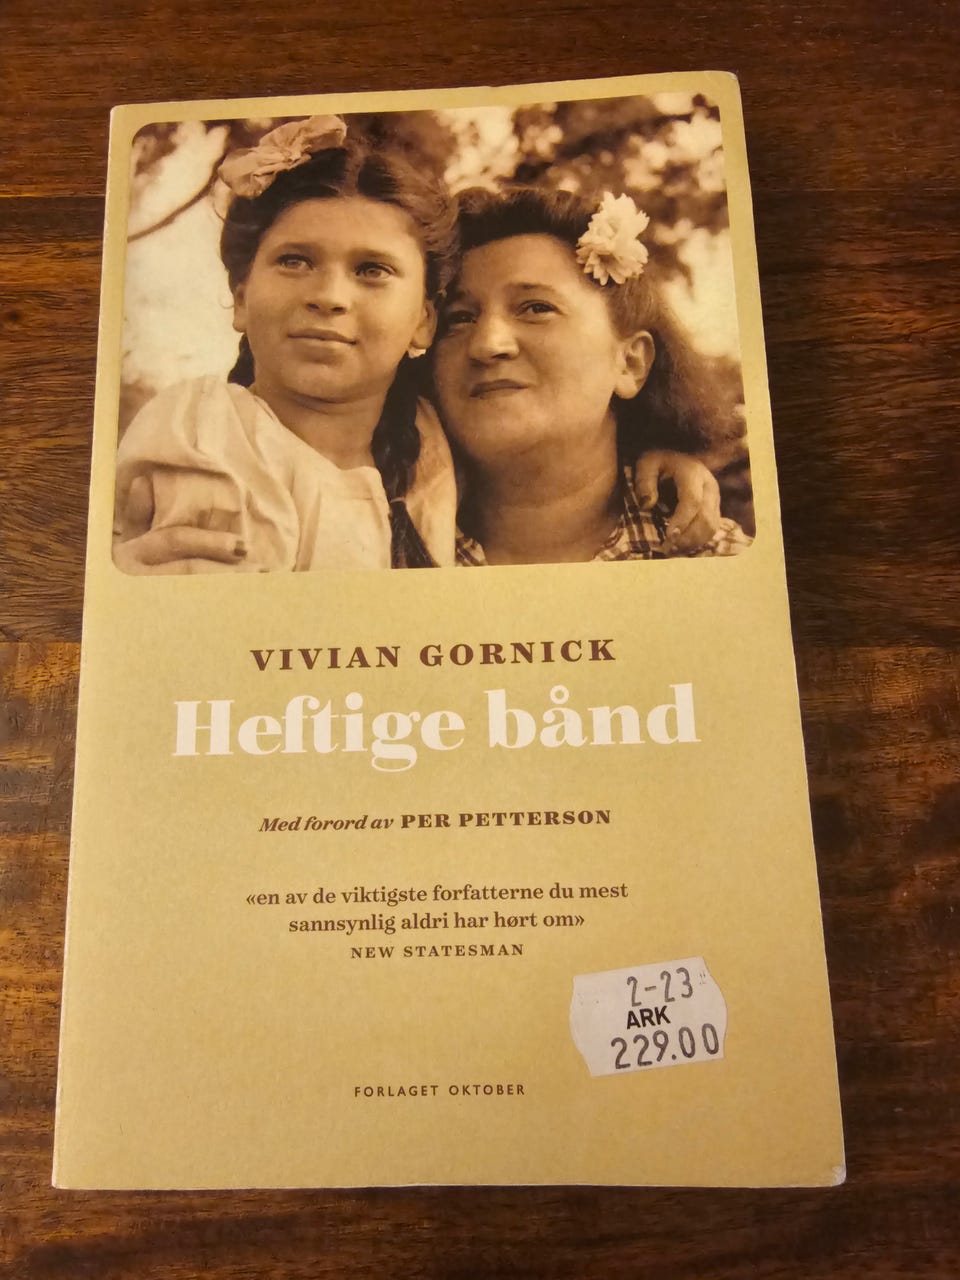 VIVIAN GORNICK
Heftige bånd
Med forord av PER PETTERSON
«en av de viktigste forfatterne du mest
sannsynlig aldri har hørt om»
NEW STATESMAN
2-23
ARK
229.00
FORLAGET OKTOBER